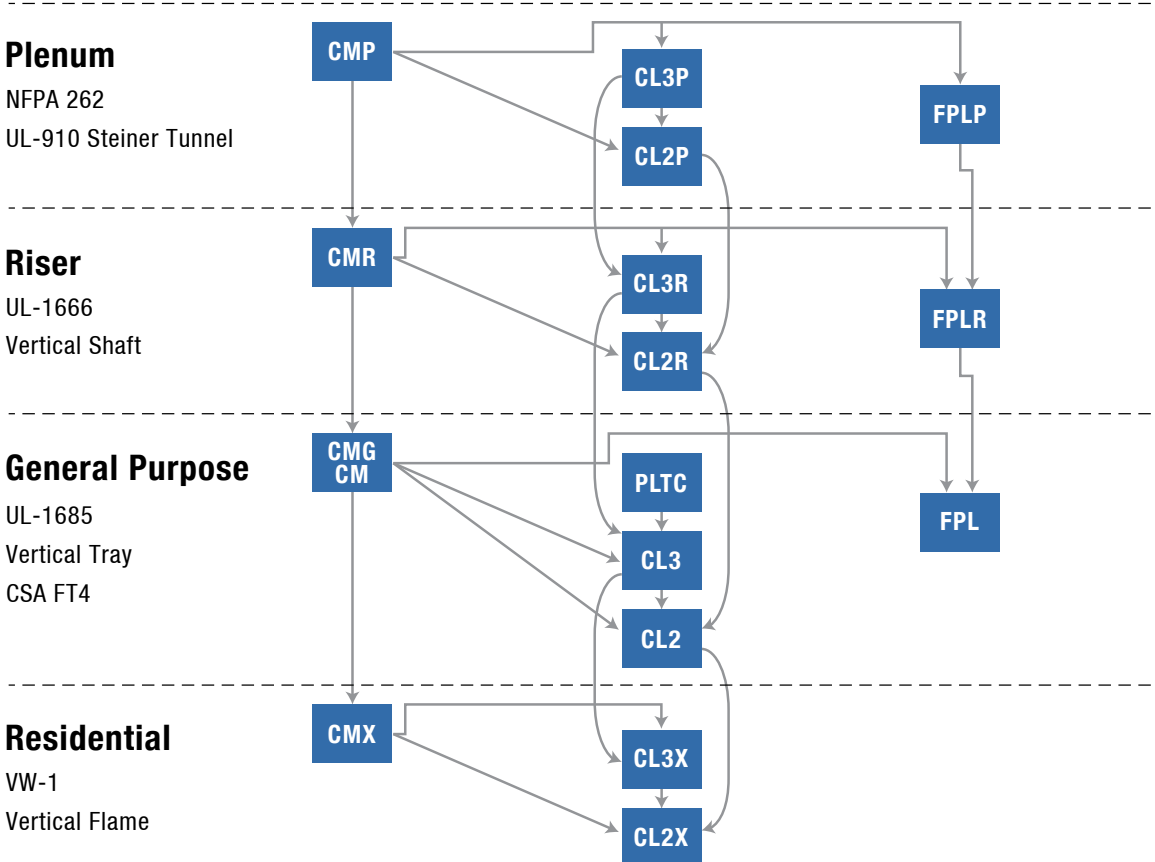 Plenum
NFPA 262
UL-910 Steiner Tunnel
CMP
CL3P
CL2P
FPLP
Riser
UL-1666
Vertical Shaft
CMR
CL3R
CL2R
FPLR
General Purpose
UL-1685
Vertical Tray
CSA FT4
CMG
CM
PLTC
CL3
CL2
FPL
Residential
VW-1
Vertical Flame
CMX
CL3X
CL2X